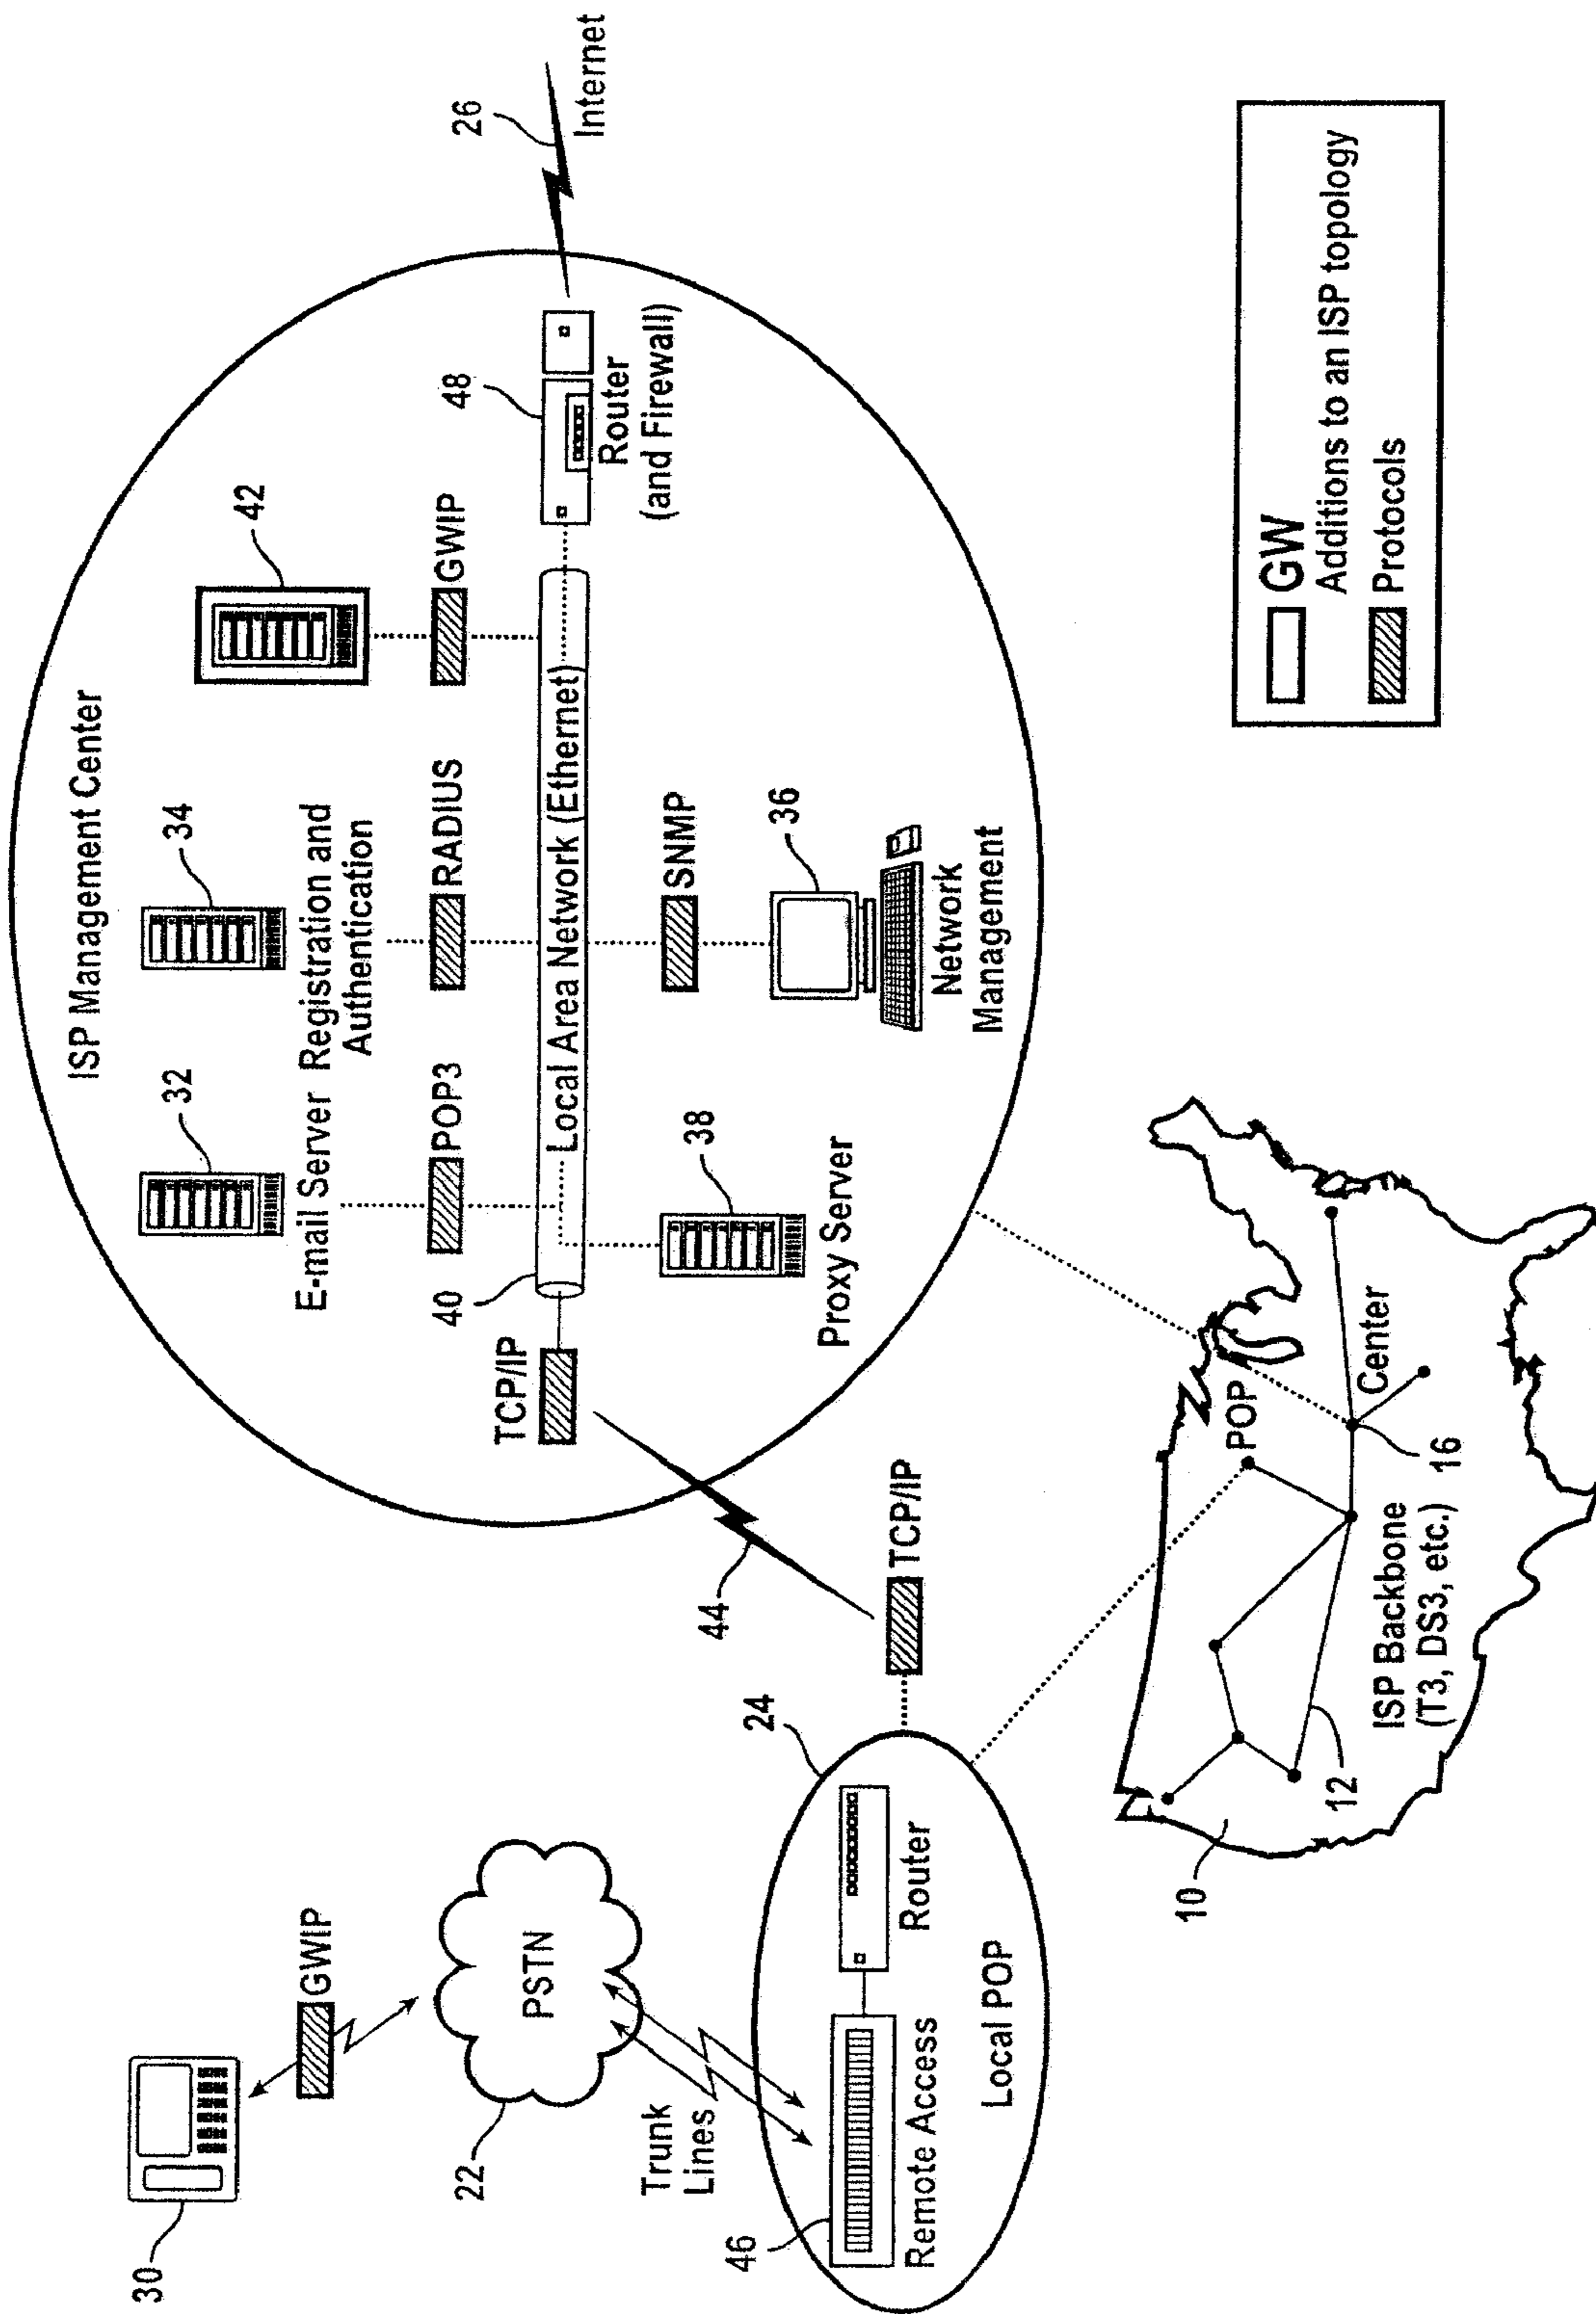 30
GWIP
22
PSTN
Trunk
Lines
46
Remote Access
Router
Local POP
24
TCP/IP
44
ISP Management Center
32
E-mail Server
34
Registration and
Authentication
42
POP3
RADIUS
GWIP
40
Local Area Network (Ethernet)
TCP/IP
38
Proxy Server
SNMP
36
Network
Management
48
Router
(and Firewall)
26
Internet
10
12
ISP Backbone
(T3, DS3, etc.)
POP
16
Center
GW
Additions to an ISP topology
Protocols